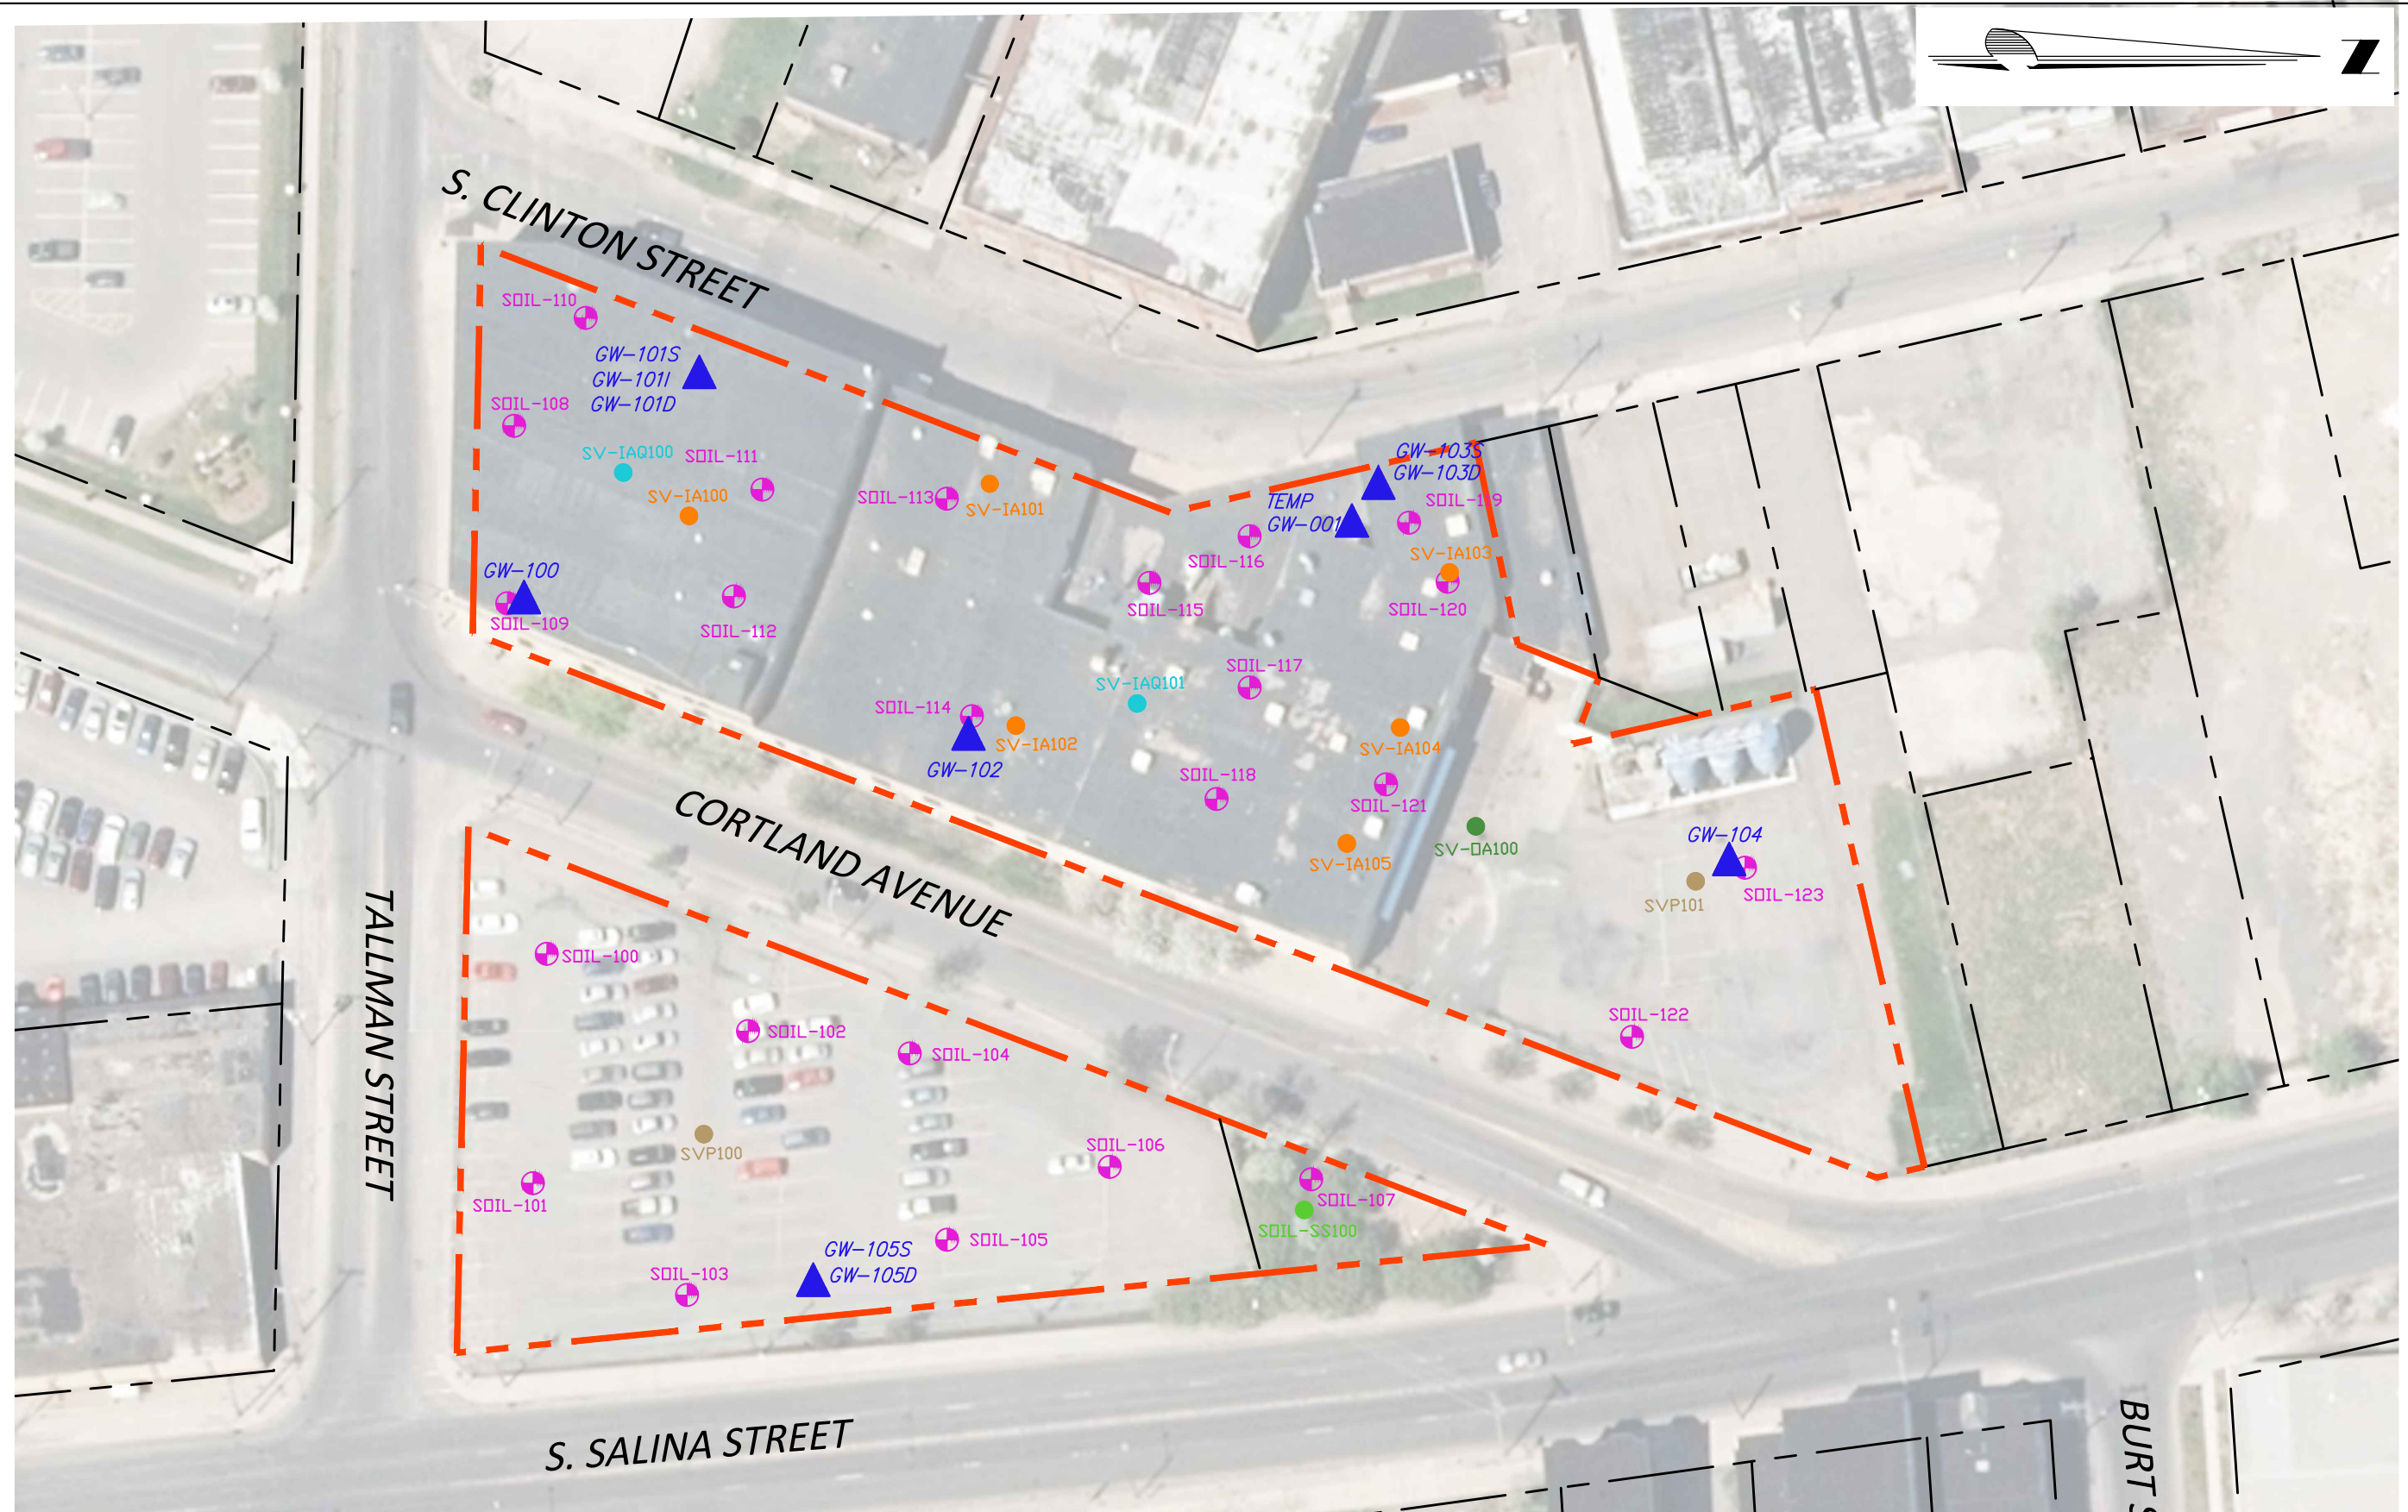 N
S. CLINTON STREET
SOIL-110
GW-101S
GW-101I
GW-101D
SOIL-108
SV-IAQ100
SOIL-111
SV-IA100
SOIL-113
SV-IA101
GW-103S
GW-103D
TEMP
GW-001
SOIL-119
SOIL-116
SV-IA103
SOIL-115
SOIL-120
GW-100
SOIL-109
SOIL-112
SOIL-117
SV-IAQ101
SOIL-114
SV-IA102
GW-102
SV-IA104
SOIL-118
SOIL-121
SV-IA105
SV-OA100
GW-104
SVP101
SOIL-123
CORTLAND AVENUE
TALLMAN STREET
SOIL-100
SOIL-102
SOIL-104
SOIL-122
SVP100
SOIL-106
SOIL-101
SOIL-107
SOIL-SS100
SOIL-105
GW-105S
GW-105D
SOIL-103
S. SALINA STREET
BURT S